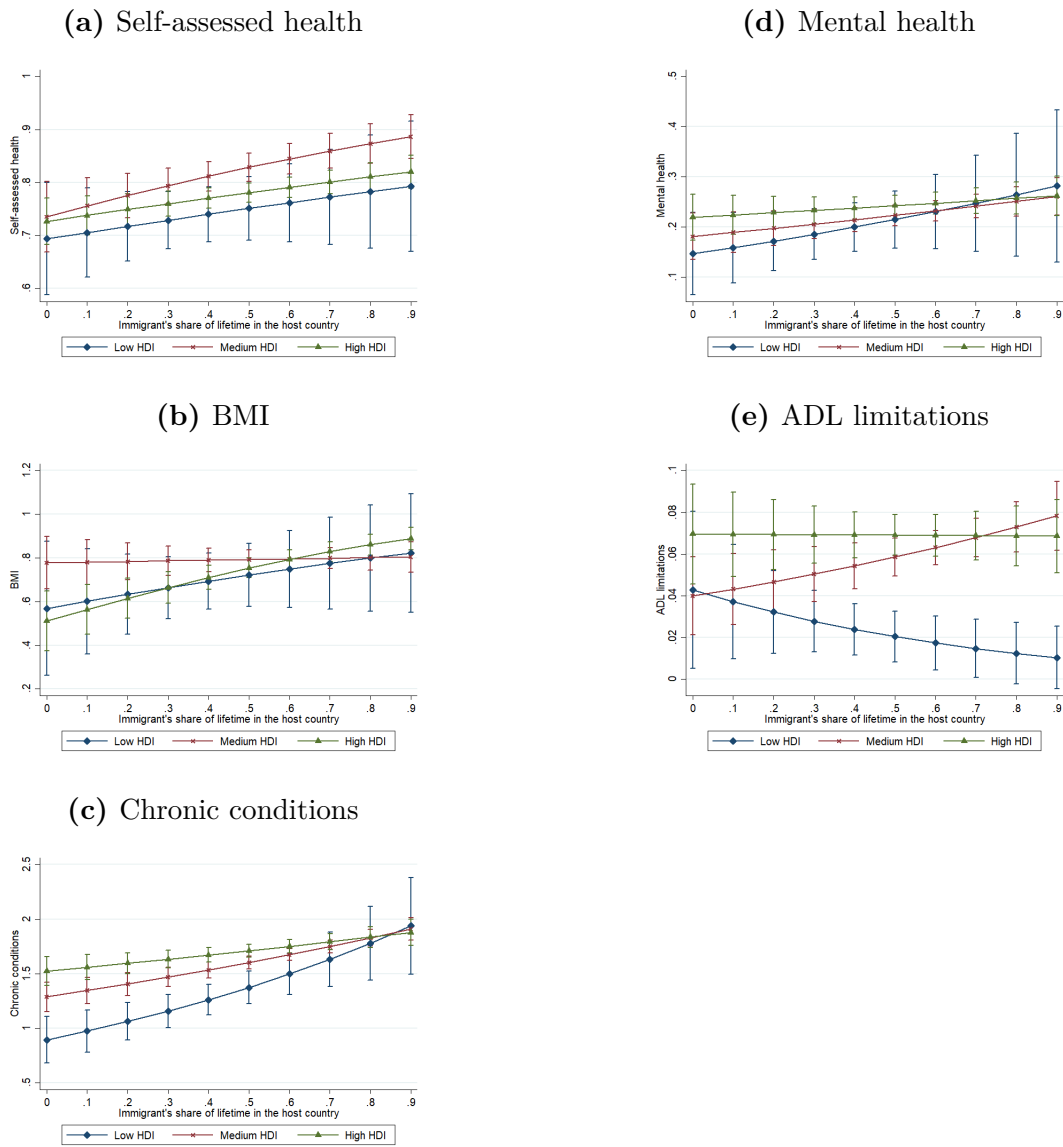 (a) Self-assessed health
Self-assessed health
1
.9
.8
.7
.6
0 .1 .2 .3 .4 .5 .6 .7 .8 .9
Immigrant's share of lifetime in the host country
Low HDI Medium HDI High HDI
(d) Mental health
Mental health
.5
.4
.3
.2
.1
0 .1 .2 .3 .4 .5 .6 .7 .8 .9
Immigrant's share of lifetime in the host country
Low HDI Medium HDI High HDI
(b) BMI
BMI
1.2
1
.8
.6
.4
.2
0 .1 .2 .3 .4 .5 .6 .7 .8 .9
Immigrant's share of lifetime in the host country
Low HDI Medium HDI High HDI
(e) ADL limitations
ADL limitations
.1
.08
.06
.04
.02
0
0 .1 .2 .3 .4 .5 .6 .7 .8 .9
Immigrant's share of lifetime in the host country
Low HDI Medium HDI High HDI
(c) Chronic conditions
Chronic conditions
2.5
2
1.5
1
.5
0 .1 .2 .3 .4 .5 .6 .7 .8 .9
Immigrant's share of lifetime in the host country
Low HDI Medium HDI High HDI